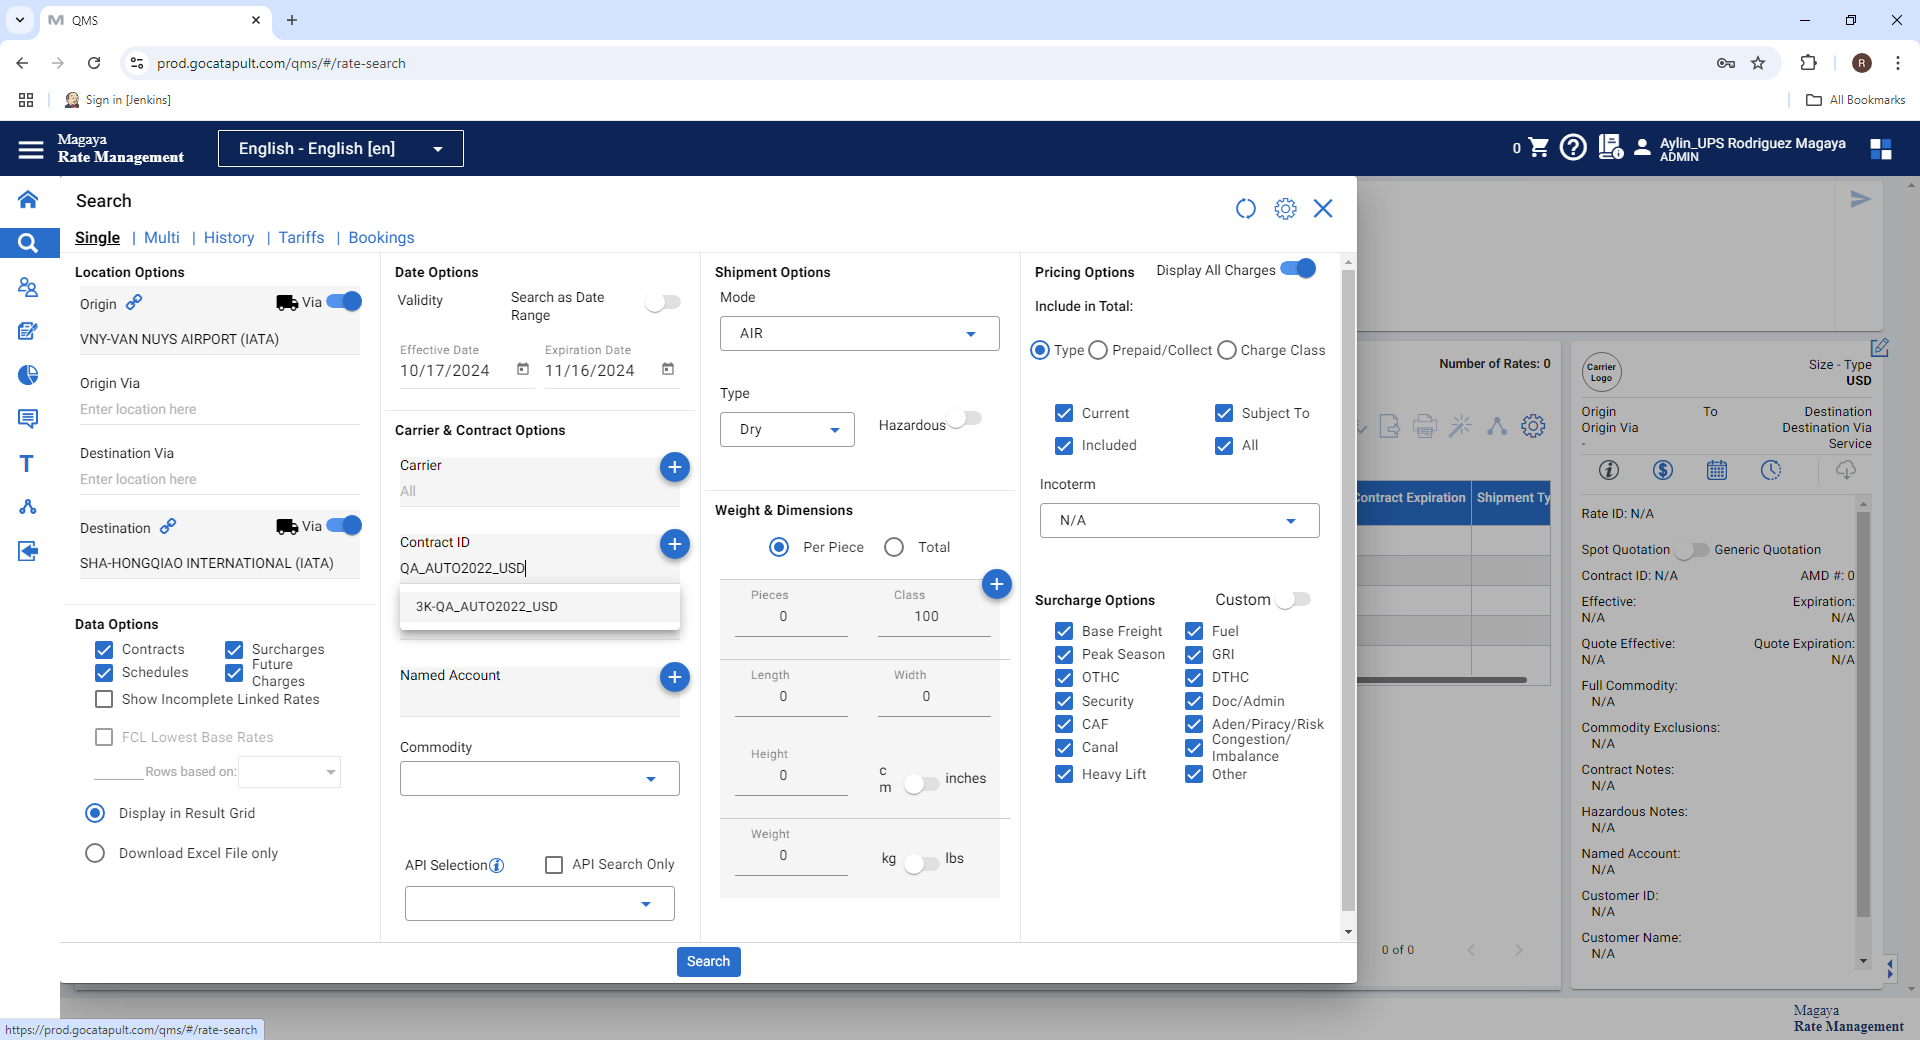 QMS
prod.gocatapult.com/qms/#/rate-search
R
Sign in [Jenkins]
All Bookmarks
Magaya
Rate Management
English - English [en]
0
Aylin_UPS Rodriguez Magaya
ADMIN
Search
Single | Multi | History | Tariffs | Bookings
Location Options
Origin
Via
VNY-VAN NUYS AIRPORT (IATA)
Origin Via
Enter location here
Destination Via
Enter location here
Destination
Via
SHA-HONGQIAO INTERNATIONAL (IATA)
Data Options
Contracts
Surcharges
Schedules
Future
Charges
Show Incomplete Linked Rates
FCL Lowest Base Rates
Rows based on:
Display in Result Grid
Download Excel File only
Date Options
Validity
Search as Date
Range
Effective Date
10/17/2024
Expiration Date
11/16/2024
Carrier & Contract Options
Carrier
All
Contract ID
QA_AUTO2022_USD
3K-QA_AUTO2022_USD
Named Account
Commodity
API Selection
API Search Only
Shipment Options
Mode
AIR
Type
Dry
Hazardous
Weight & Dimensions
Per Piece
Total
Pieces
0
Class
100
Length
0
Width
0
Height
0
c
m
inches
Weight
0
kg
lbs
Pricing Options
Display All Charges
Include in Total:
Type
Prepaid/Collect
Charge Class
Current
Subject To
Included
All
Incoterm
N/A
Surcharge Options
Custom
Base Freight
Fuel
Peak Season
GRI
OTHC
DTHC
Security
Doc/Admin
CAF
Aden/Piracy/Risk
Canal
Congestion/
Imbalance
Heavy Lift
Other
Search
Number of Rates: 0
Contract Expiration
Shipment Ty
0 of 0
Carrier
Logo
Size - Type
USD
Origin
To
Destination
Origin Via
Destination Via
-
Service
Rate ID: N/A
Spot Quotation
Generic Quotation
Contract ID: N/A
AMD #: 0
Effective:
Expiration:
N/A
N/A
Quote Effective:
Quote Expiration:
N/A
N/A
Full Commodity:
N/A
Commodity Exclusions:
N/A
Contract Notes:
N/A
Hazardous Notes:
N/A
Named Account:
N/A
Customer ID:
N/A
Customer Name:
N/A
https://prod.gocatapult.com/qms/#/rate-search
Magaya
Rate Management